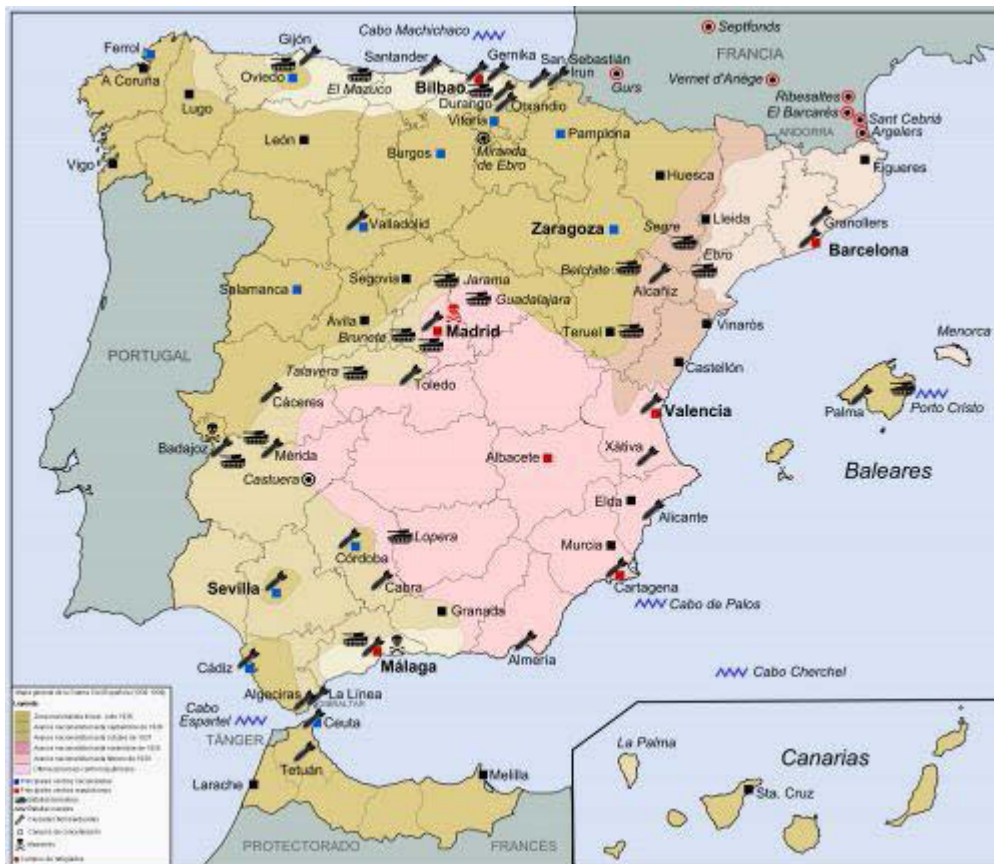 Cabo Machichaco
Septfonds
FRANCIA
Ferrol
Gijón
Santander
Gernika
San Sebastián
Irun
Gurs
Vernet d'Ariège
A Coruña
Oviedo
El Mazuco
Bilbao
Durango
Otxandio
Ribesaltes
El Barcarès
Sant Cebrià
Argelers
ANDORRA
Lugo
Vitoria
Pamplona
León
Burgos
Miranda
de Ebro
Vigo
Huesca
Figueres
Valladolid
Zaragoza
Segre
Lleida
Granollers
Barcelona
Ebro
Belchite
Alcañiz
Segovia
Jarama
Guadalajara
Salamanca
Ávila
Brunete
Madrid
Teruel
Vinaròs
Menorca
PORTUGAL
Talavera
Toledo
Castellón
Cáceres
Valencia
Palma
Porto Cristo
Badajoz
Mérida
Albacete
Xàtiva
Baleares
Castuera
Elda
Alicante
Lopera
Córdoba
Murcia
Sevilla
Cabra
Cartagena
Cabo de Palos
Granada
Málaga
Almería
Cádiz
Cabo Cherchel
Algeciras
La Línea
GIBRALTAR
Cabo
Espartel
Ceuta
TÁNGER
Tetuán
Larache
Melilla
PROTECTORADO
FRANCÉS
La Palma
Canarias
Sta. Cruz